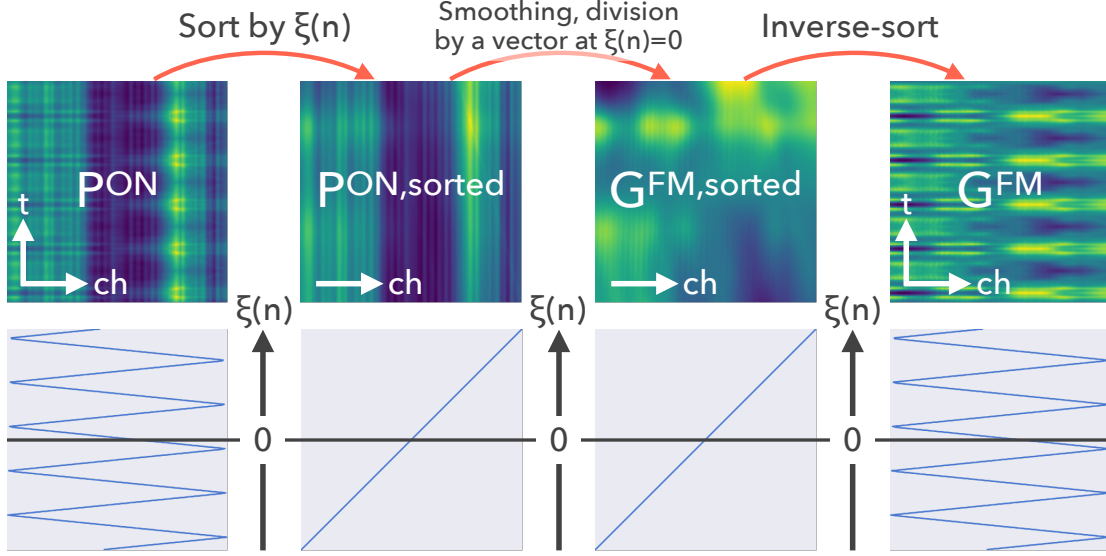 Sort by ξ(n)
Smoothing, division
by a vector at ξ(n)=0
Inverse-sort
PON
t
ch
PON,sorted
ch
GFM,sorted
ch
GFM
t
ch
ξ(n)
ξ(n)
ξ(n)
0
0
0